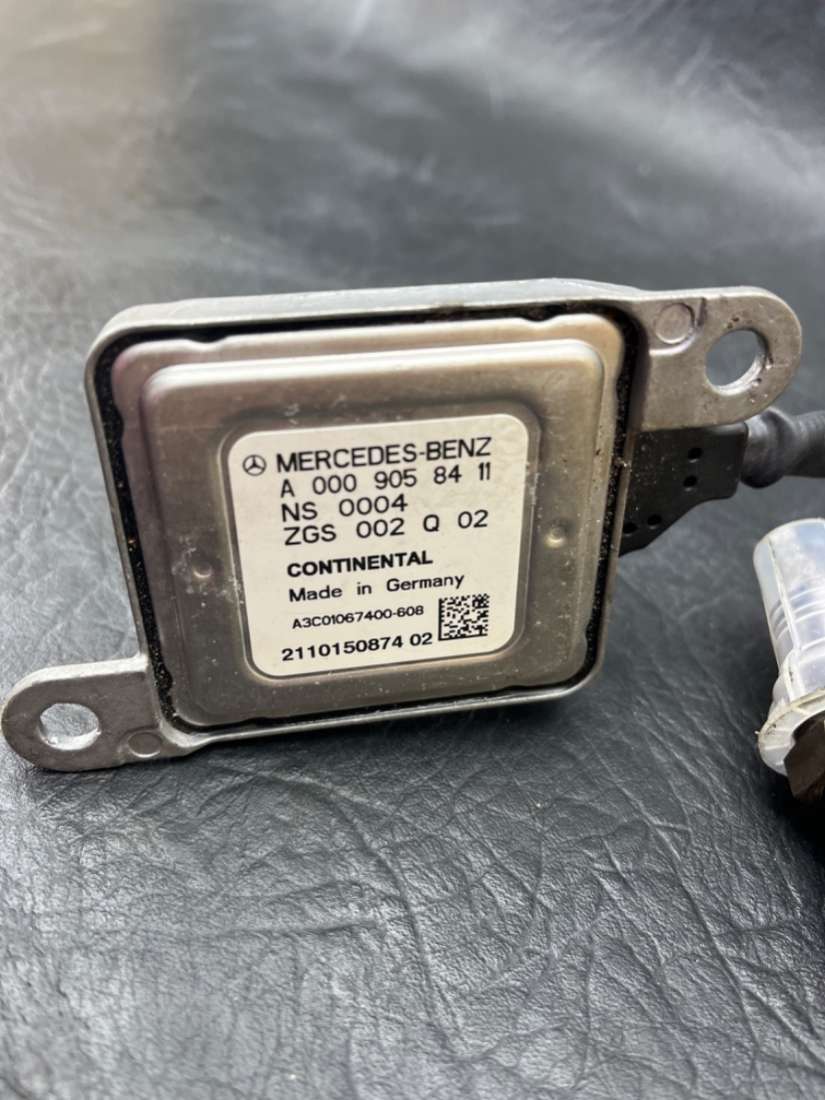 MERCEDES-BENZ
A 000 905 84 11
NS 0004
ZGS 002 Q 02
CONTINENTAL
Made in Germany
A3C01067400-608
2110150874 02